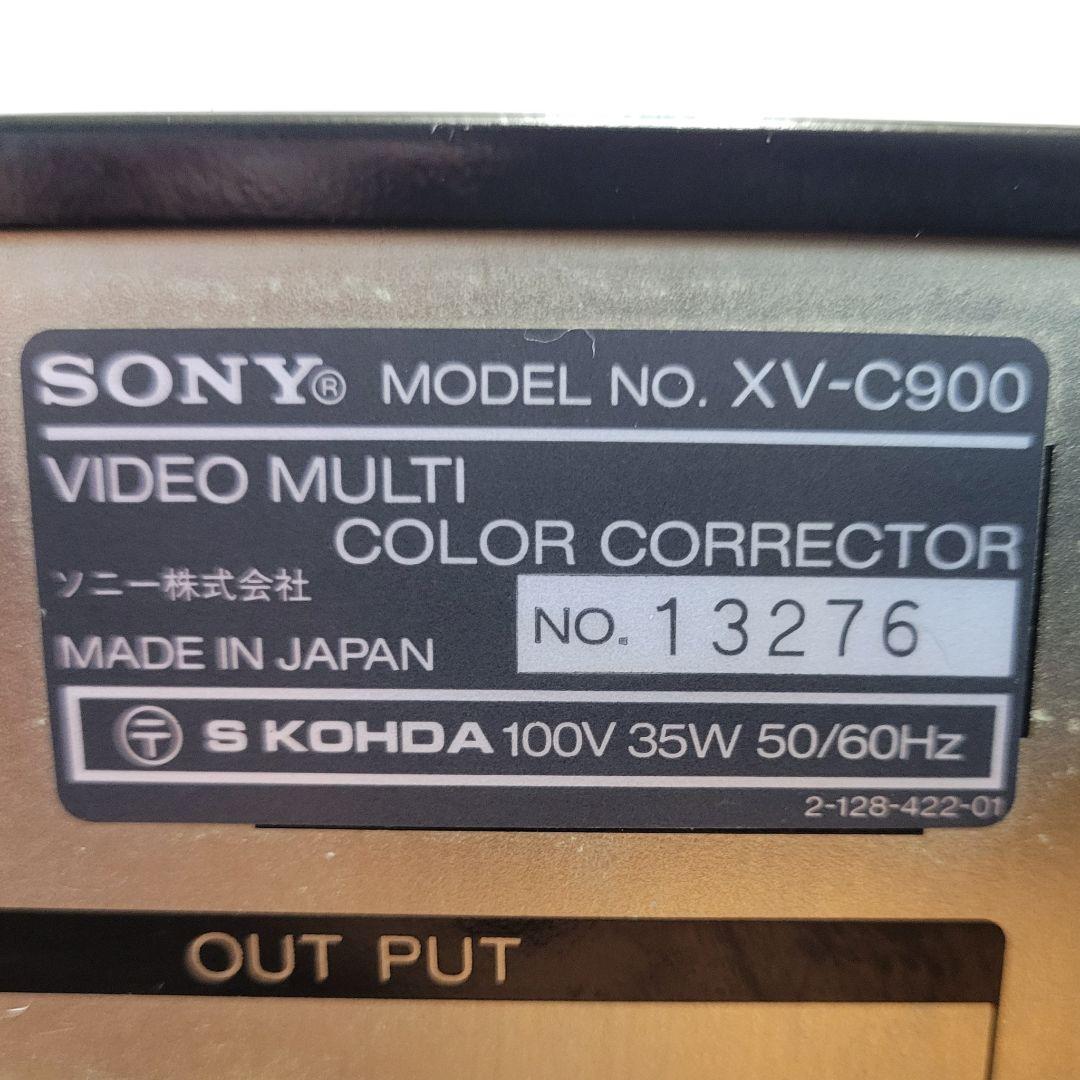 SONY® MODEL NO. XV-C900
VIDEO MULTI
COLOR CORRECTOR
ソニー株式会社
NO. 13276
MADE IN JAPAN
〒 S KOHDA 100V 35W 50/60Hz
2-128-422-01
OUT PUT